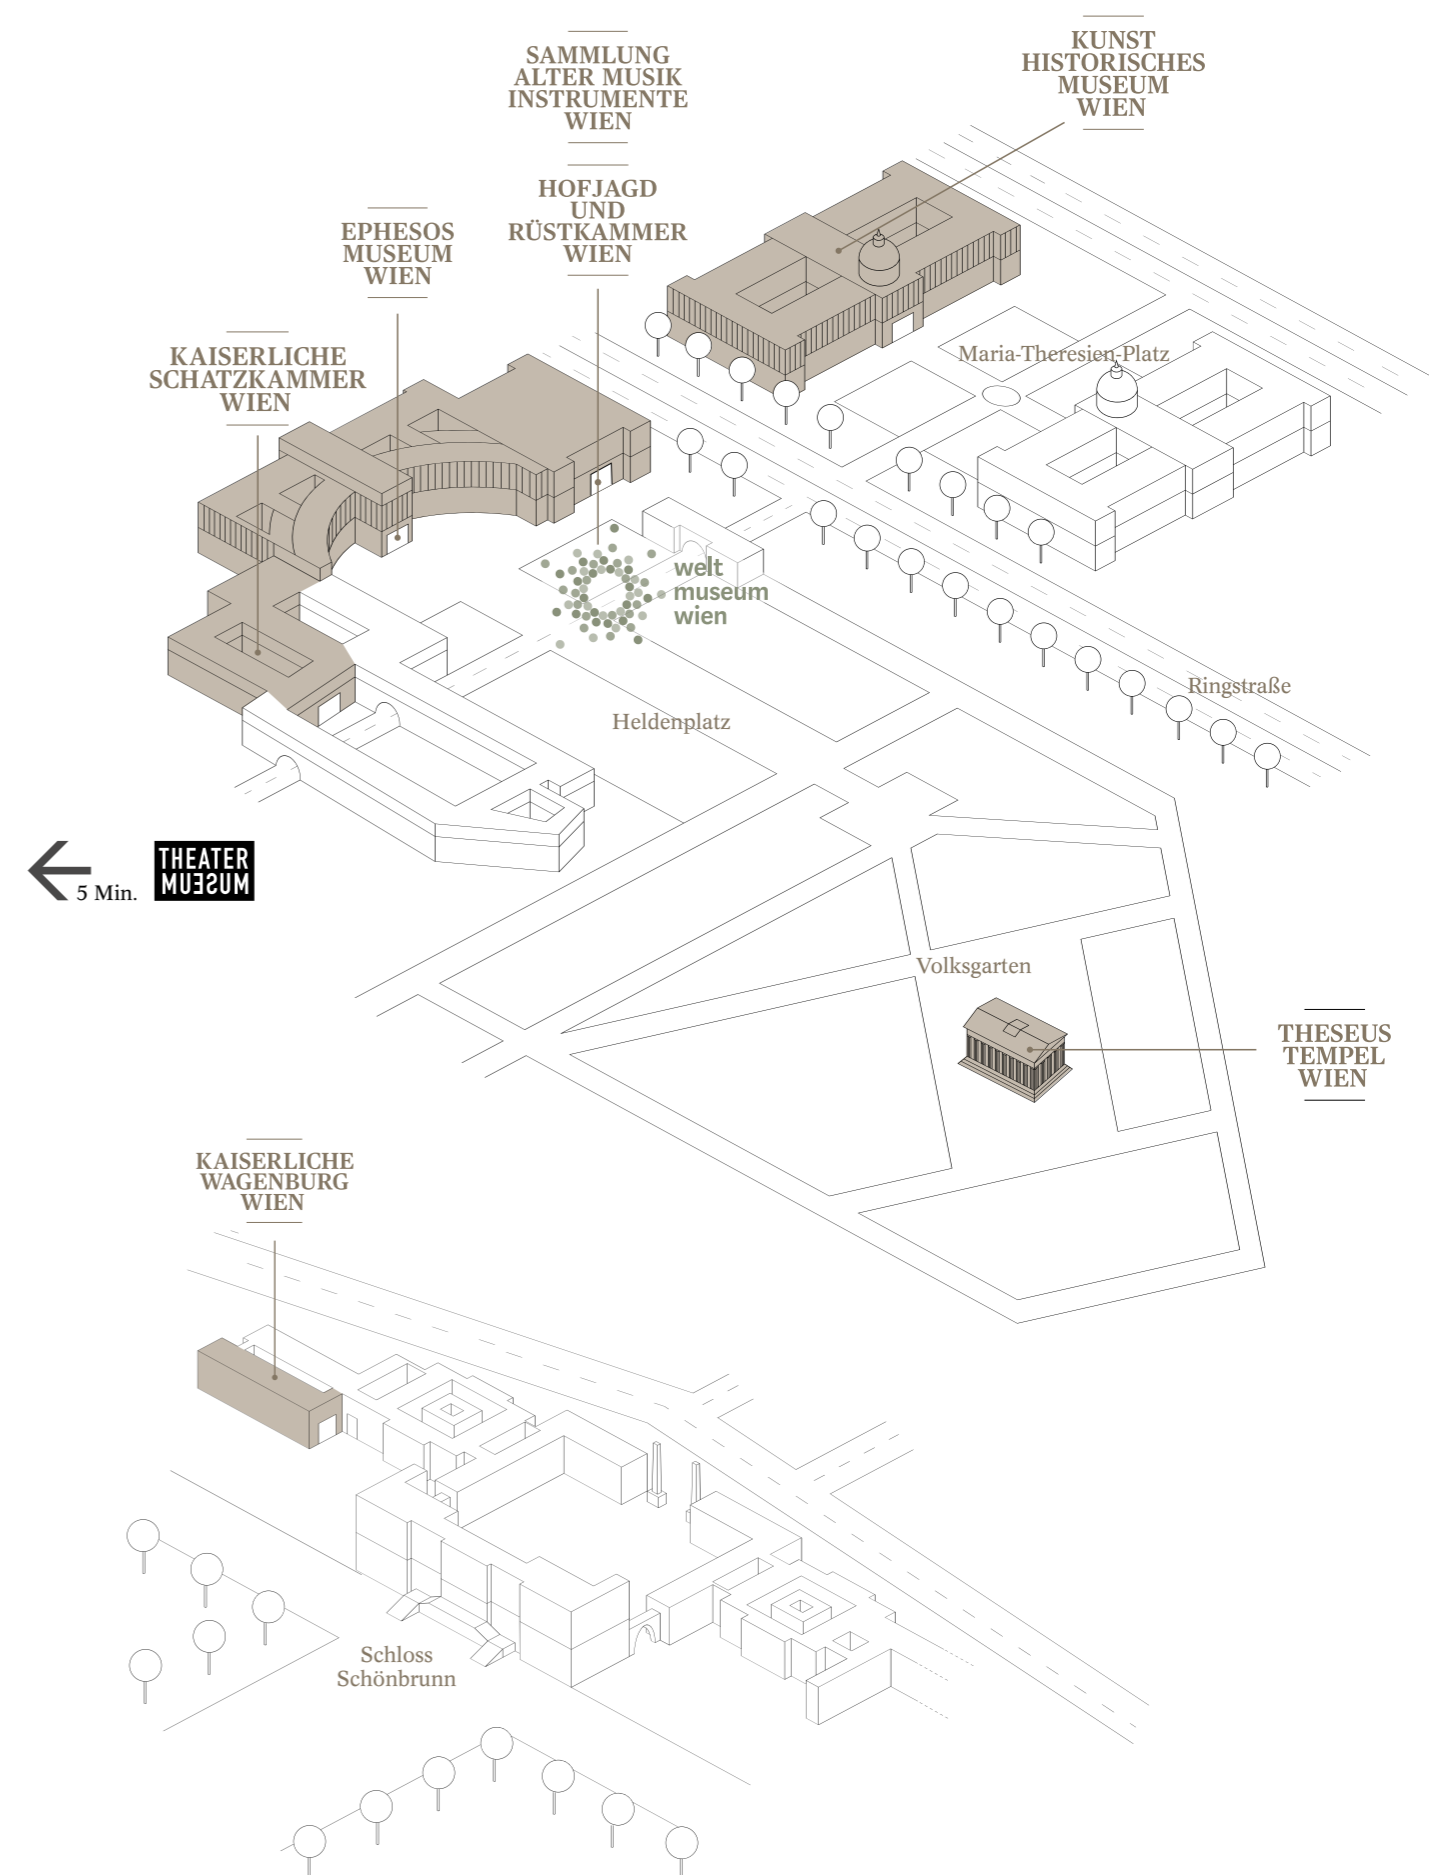 SAMMLUNG
ALTER MUSIK
INSTRUMENTE
WIEN
KUNST
HISTORISCHES
MUSEUM
WIEN
HOFJAGD
UND
RÜSTKAMMER
WIEN
EPHESOS
MUSEUM
WIEN
KAISERLICHE
SCHATZKAMMER
WIEN
Maria-Theresien-Platz
welt
museum
wien
Ringstraße
Heldenplatz
5 Min.
THEATER
MUSEUM
Volksgarten
THESEUS
TEMPEL
WIEN
KAISERLICHE
WAGENBURG
WIEN
Schloss
Schönbrunn